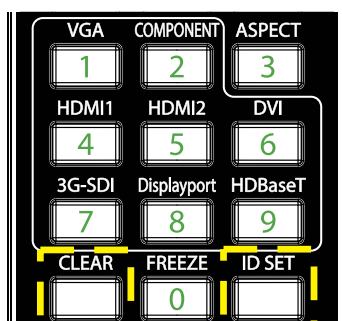 VGA COMPONENT ASPECT
1 2 3
HDMI1 HDMI2 DVI
4 5 6
3G-SDI Displayport HDBaseT
7 8 9
CLEAR FREEZE ID SET
0